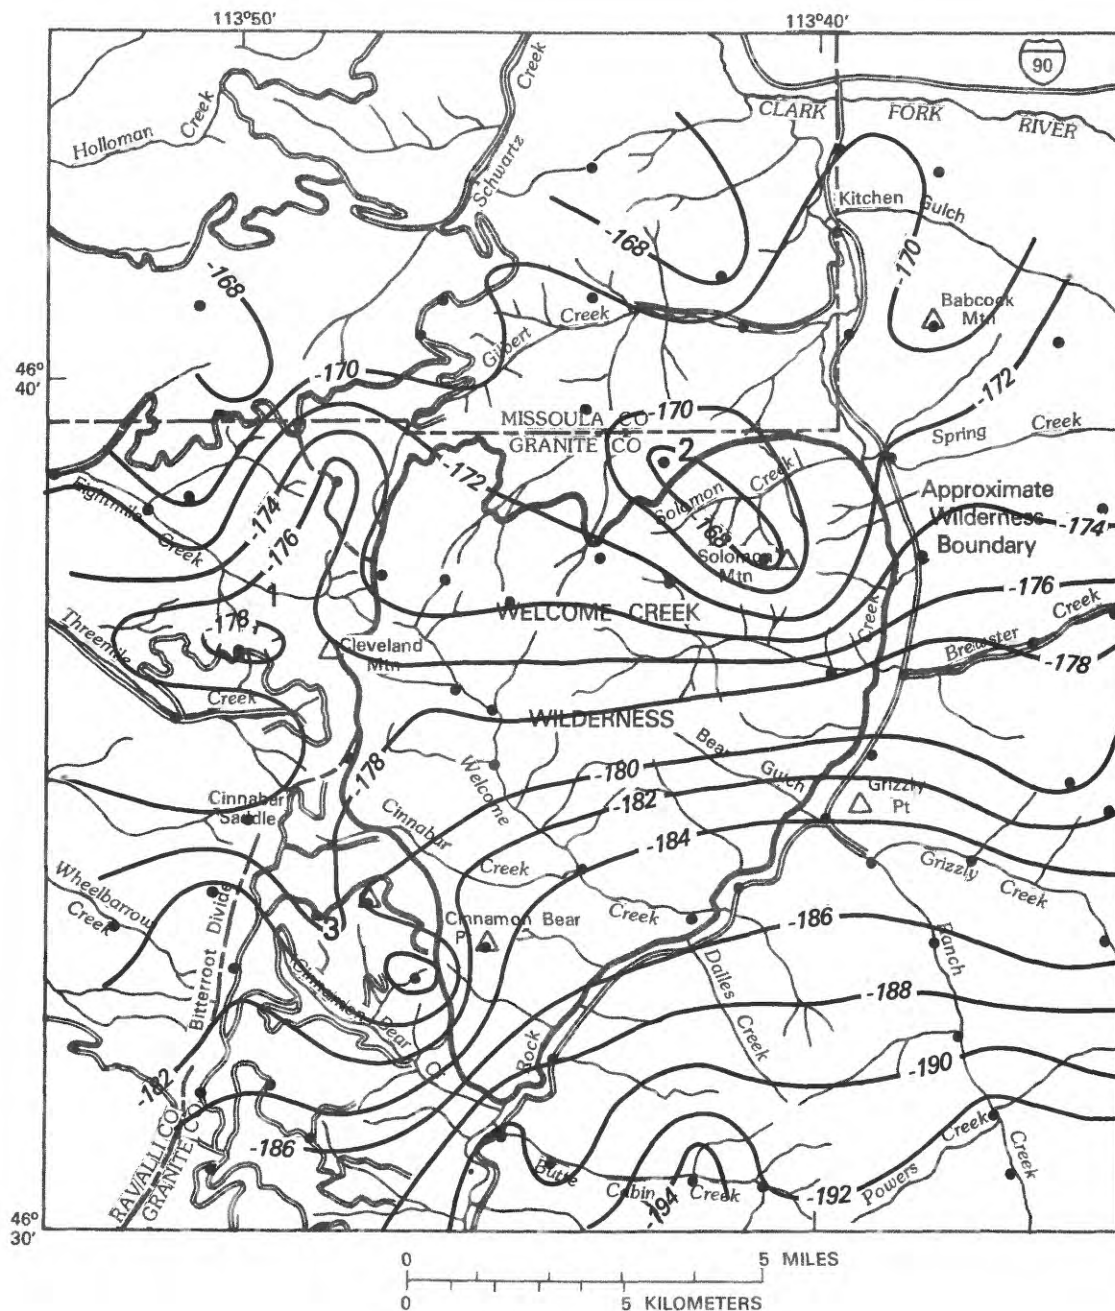 113°50'
113°40'
90
CLARK FORK RIVER
Holloman Creek
Schwartz Creek
Kitchen Gulch
-168
-168
-170
Babcock Mtn
Gilbert Creek
46° 40'
-170
-172
-170
MISSOULA CO
GRANITE CO
Spring Creek
2
-172
Solomon Creek
Eightmile Creek
-174
-176
-168
Solomon Mtn
Approximate Wilderness Boundary
-174
1
-176
WELCOME CREEK
Creek
-178
Threemile Creek
Cleveland Mtn
Brewster Creek
-178
WILDERNESS
-178
Bear Gulch
-180
-182
Grizzly Pt
Cinnabar Saddle
Welcome Creek
Cinnabar Creek
-184
Grizzly Creek
Wheelbarrow Creek
3
Cinnamon Bear Pt
-186
Bitterroot Divide
Cinnamon Bear
Dalles Creek
Ranch Creek
-188
Rock
-182
-190
RAVALLI CO
GRANITE CO
-186
Butte Cabin Creek
-194
-192
Powers Creek
46° 30'
0 5 MILES
0 5 KILOMETERS